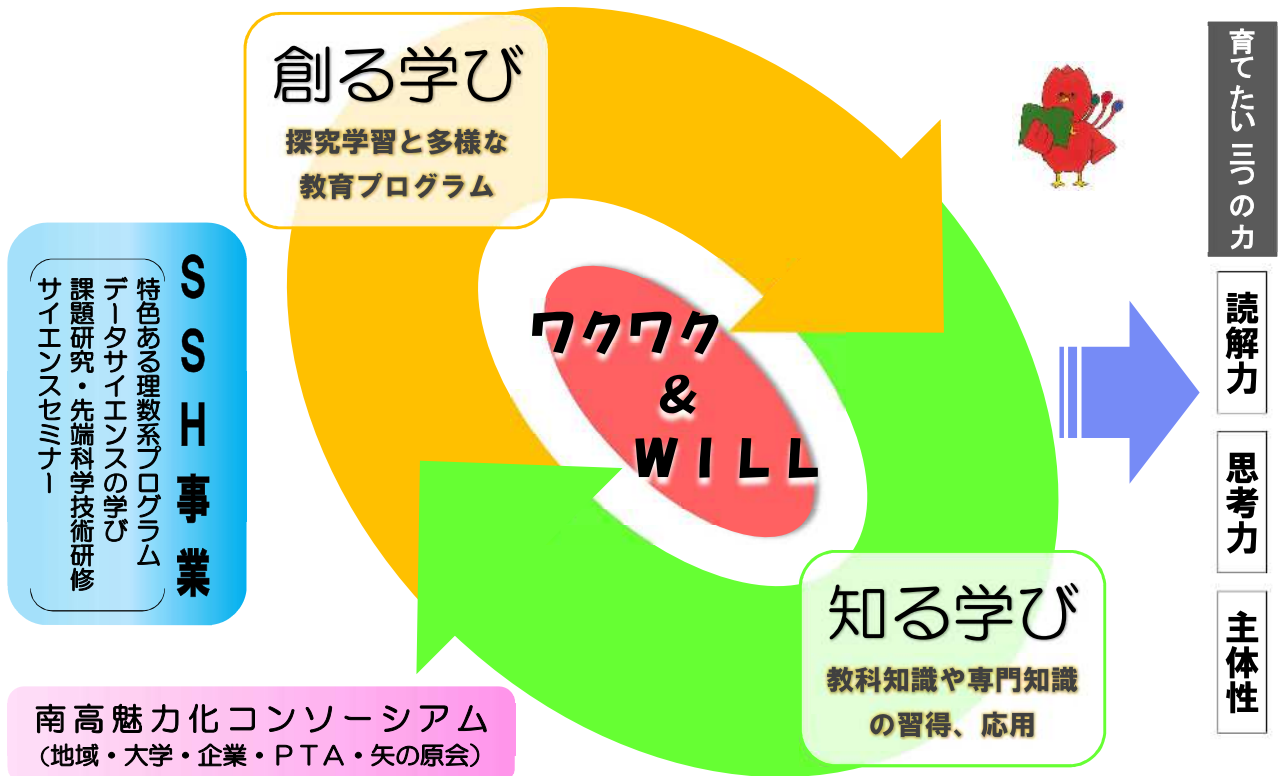 創る学び
探究学習と多様な
教育プログラム
ワクワク
&
WILL
知る学び
教科知識や専門知識
の習得、応用
SSH事業
特色ある理数系プログラム
データサイエンスの学び
課題研究・先端科学技術研修
サイエンスセミナー
南高魅力化コンソーシアム
(地域・大学・企業・PTA・矢の原会)
育てたい三つの力
読解力
思考力
主体性